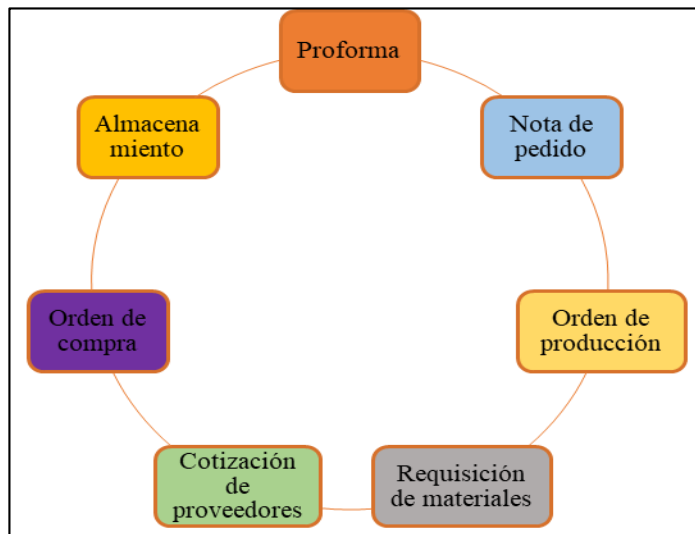 Proforma
Nota de
pedido
Orden de
producción
Requisición
de materiales
Cotización
de
proveedores
Orden de
compra
Almacena
miento